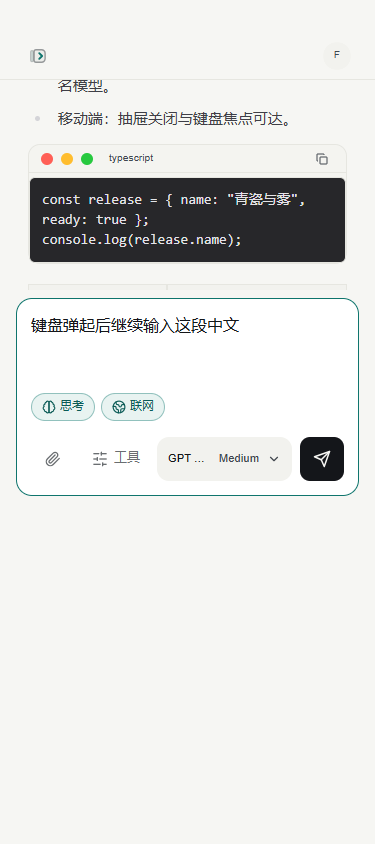 F
名模型。
移动端：抽屉关闭与键盘焦点可达。
typescript
const release = { name: "青瓷与雾",
ready: true };
console.log(release.name);
键盘弹起后继续输入这段中文
思考
联网
工具
GPT ...
Medium